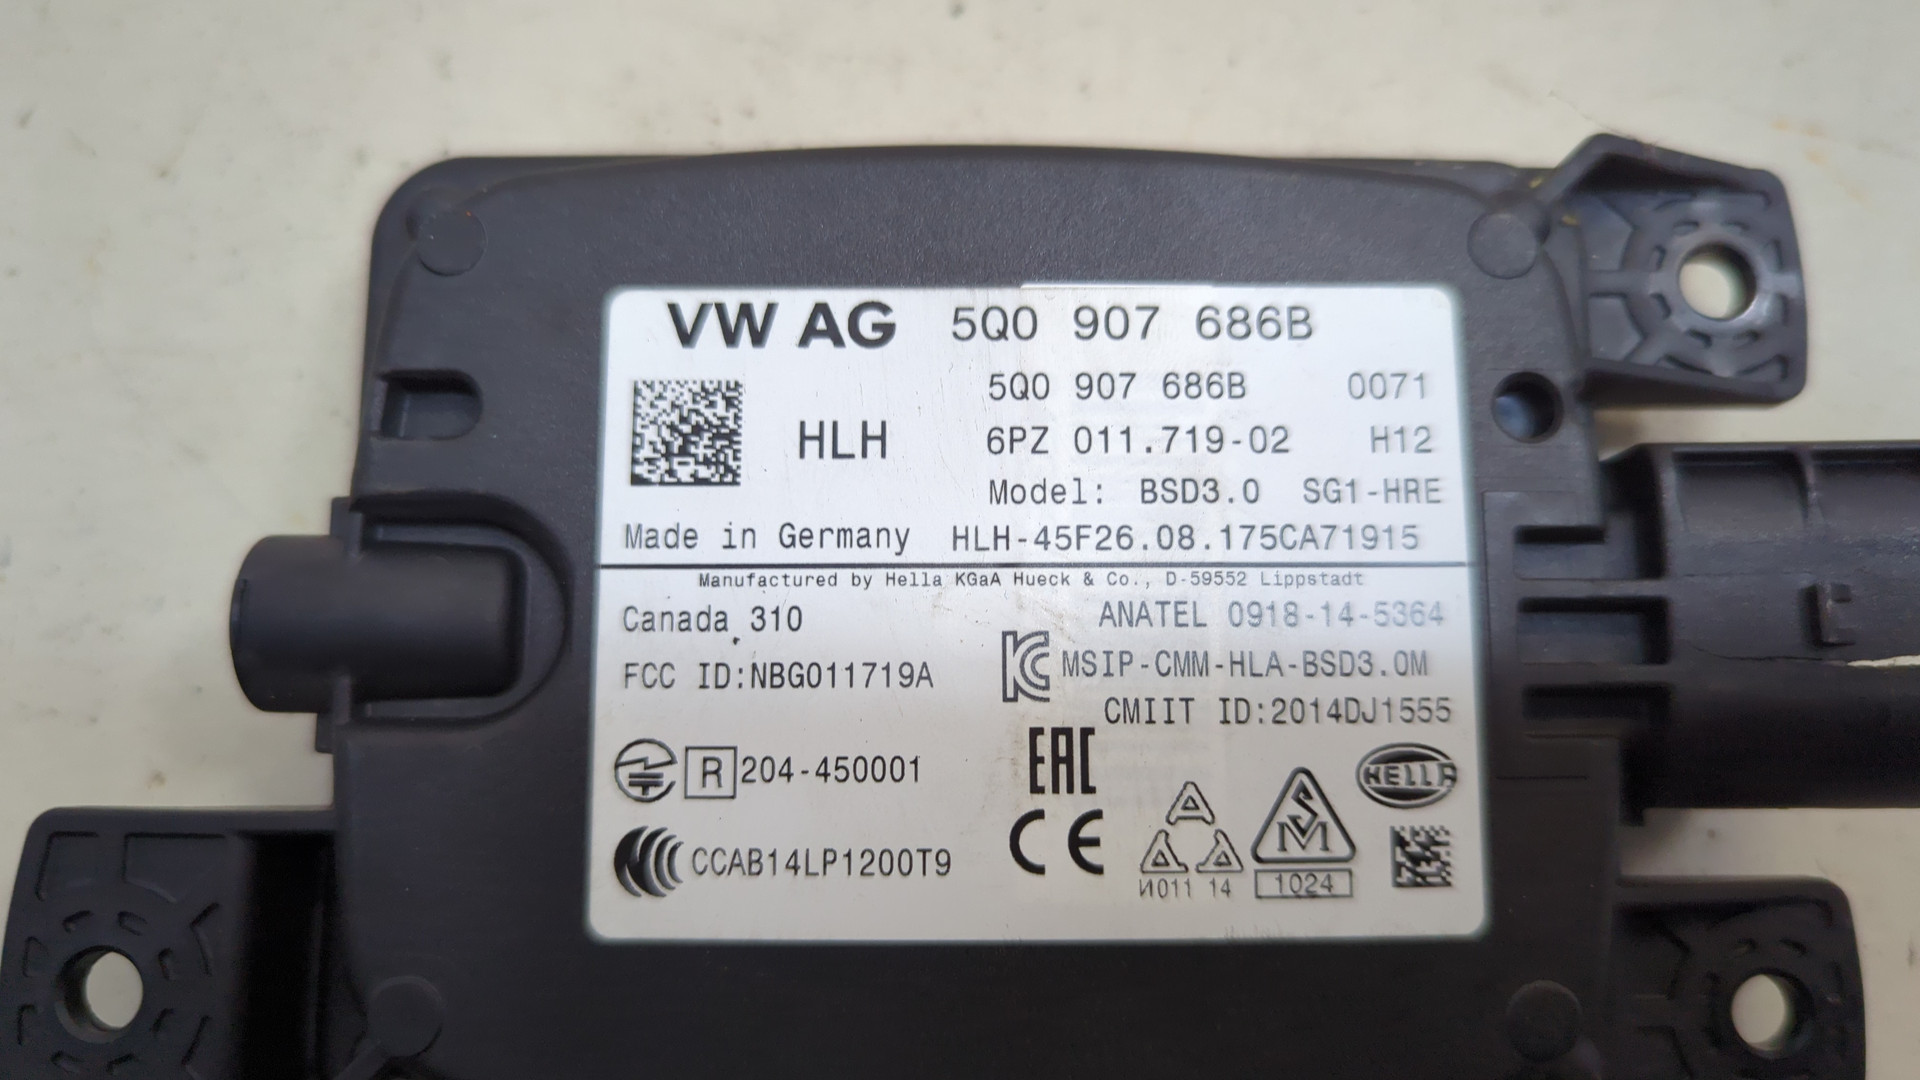 VW AG 5Q0 907 686B
5Q0 907 686B 0071
HLH 6PZ 011.719-02 H12
Model: BSD3.0 SG1-HRE
Made in Germany HLH-45F26.08.175CA71915
Manufactured by Hella KGaA Hueck & Co., D-59552 Lippstadt
Canada 310 ANATEL 0918-14-5364
FCC ID:NBG011719A MSIP-CMM-HLA-BSD3.0M
CMIIT ID:2014DJ1555
R 204-450001 EAC HELLA
CCAB14LP1200T9 CE SM
И011 14 1024